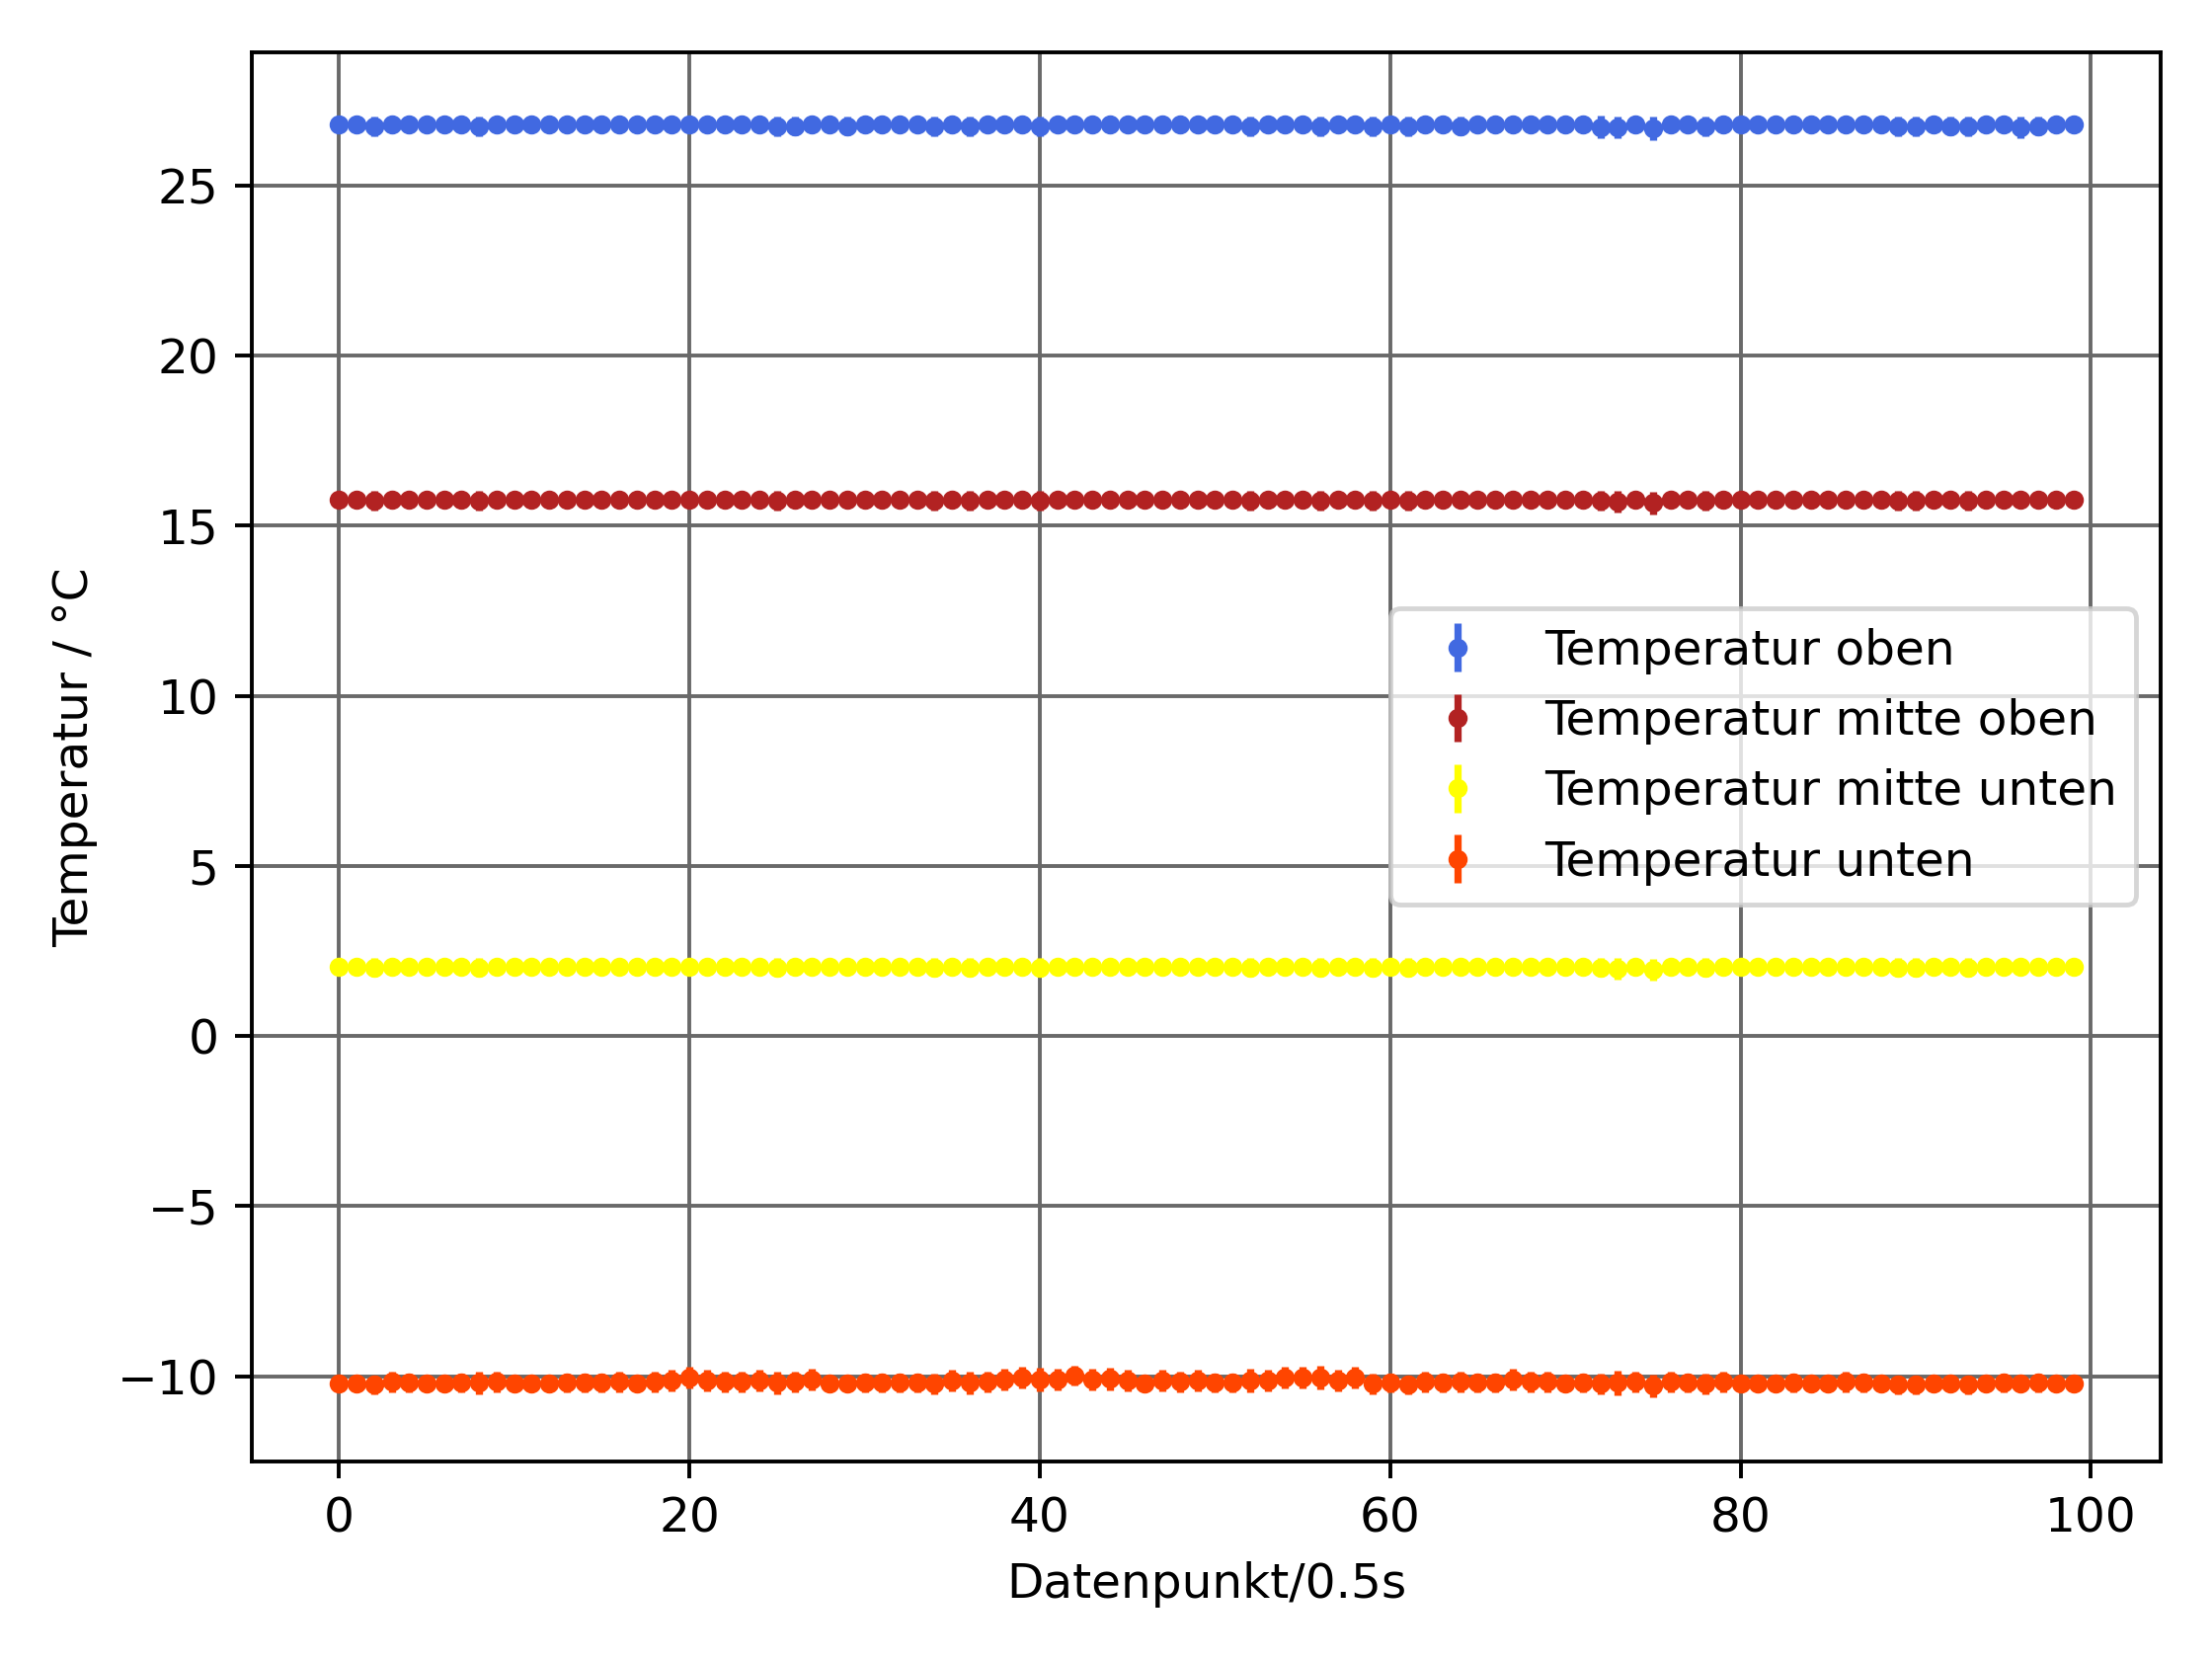 25
20
15
10
5
0
−5
−10
Temperatur / °C
Temperatur oben
Temperatur mitte oben
Temperatur mitte unten
Temperatur unten
0 20 40 60 80 100
Datenpunkt/0.5s